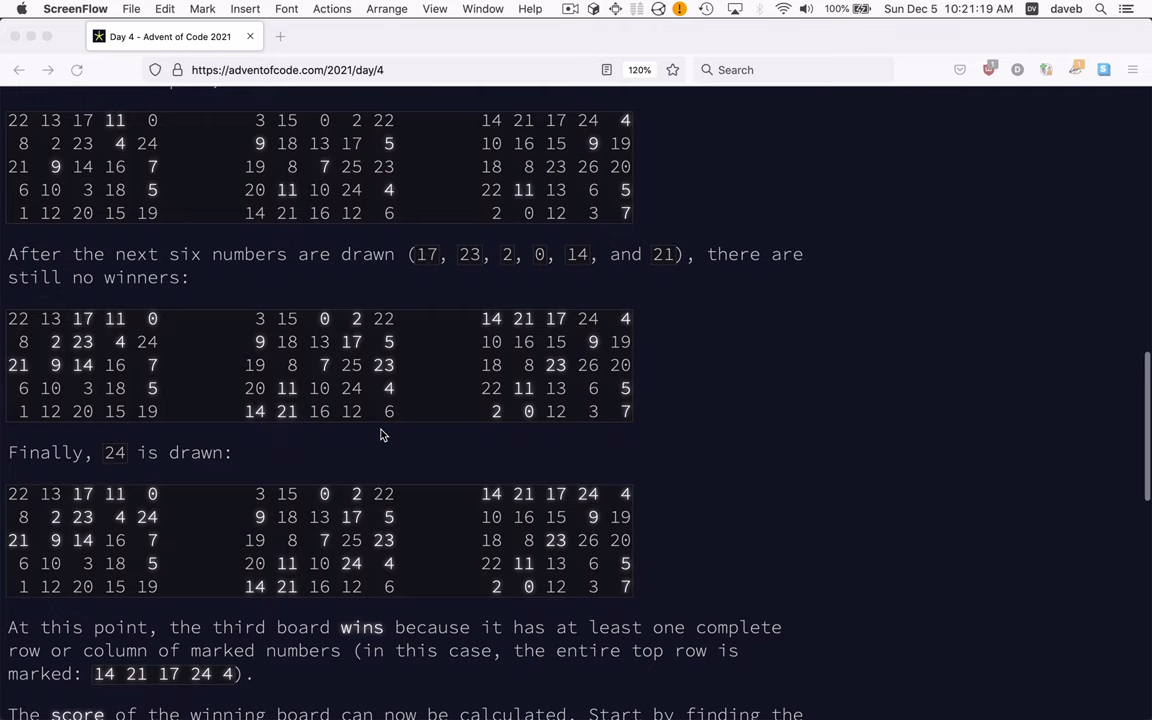 ScreenFlow File Edit Mark Insert Font Actions Arrange View Window Help 100% Sun Dec 5 10:21:19 AM DV daveb
Day 4 - Advent of Code 2021
https://adventofcode.com/2021/day/4 120% Search
22 13 17 11 0 3 15 0 2 22 14 21 17 24 4
8 2 23 4 24 9 18 13 17 5 10 16 15 9 19
21 9 14 16 7 19 8 7 25 23 18 8 23 26 20
6 10 3 18 5 20 11 10 24 4 22 11 13 6 5
1 12 20 15 19 14 21 16 12 6 2 0 12 3 7
After the next six numbers are drawn (17, 23, 2, 0, 14, and 21), there are
still no winners:
22 13 17 11 0 3 15 0 2 22 14 21 17 24 4
8 2 23 4 24 9 18 13 17 5 10 16 15 9 19
21 9 14 16 7 19 8 7 25 23 18 8 23 26 20
6 10 3 18 5 20 11 10 24 4 22 11 13 6 5
1 12 20 15 19 14 21 16 12 6 2 0 12 3 7
Finally, 24 is drawn:
22 13 17 11 0 3 15 0 2 22 14 21 17 24 4
8 2 23 4 24 9 18 13 17 5 10 16 15 9 19
21 9 14 16 7 19 8 7 25 23 18 8 23 26 20
6 10 3 18 5 20 11 10 24 4 22 11 13 6 5
1 12 20 15 19 14 21 16 12 6 2 0 12 3 7
At this point, the third board wins because it has at least one complete
row or column of marked numbers (in this case, the entire top row is
marked: 14 21 17 24 4).
The score of the winning board can now be calculated. Start by finding the